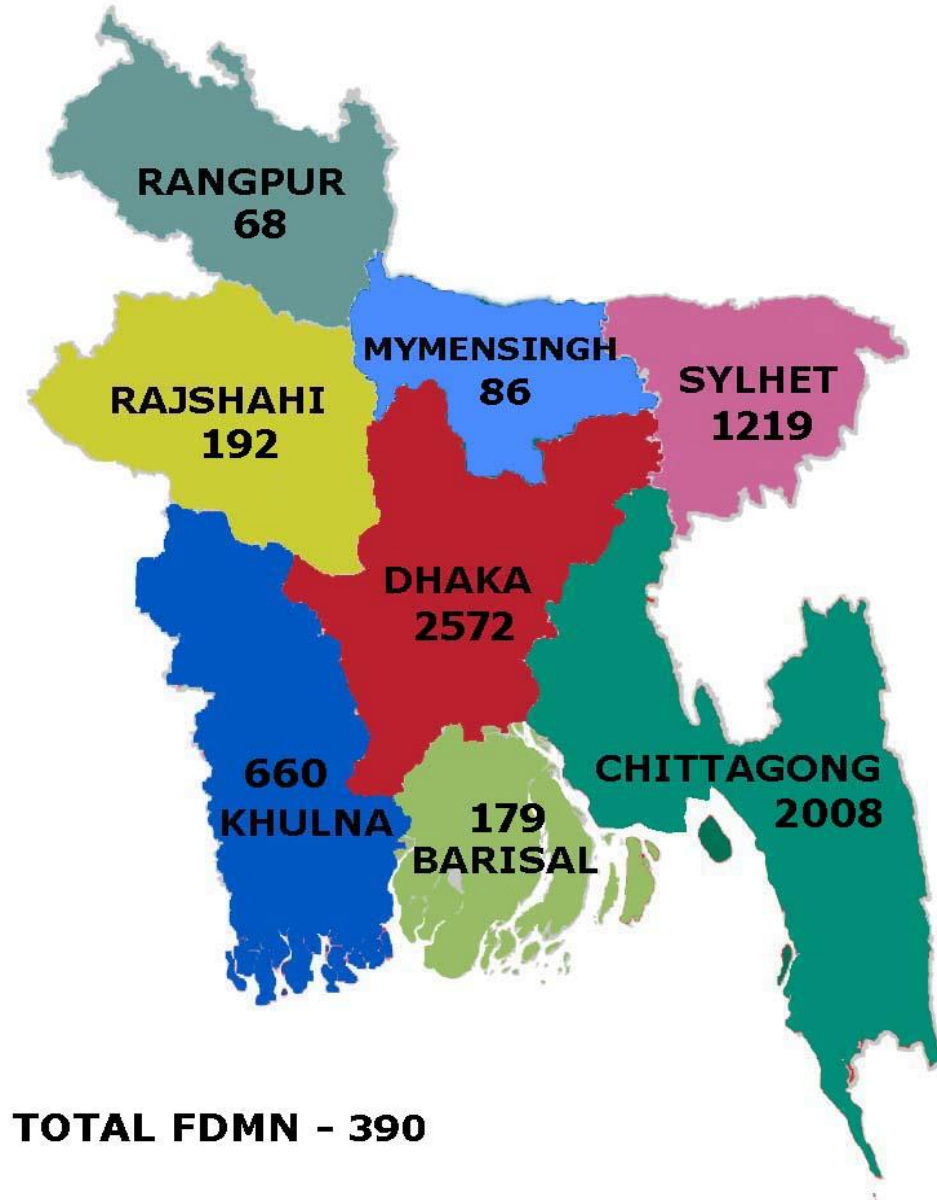 RANGPUR
68
MYMENSINGH
86
SYLHET
1219
RAJSHAHI
192
DHAKA
2572
660
KHULNA
179
BARISAL
CHITTAGONG
2008
TOTAL FDMN - 390